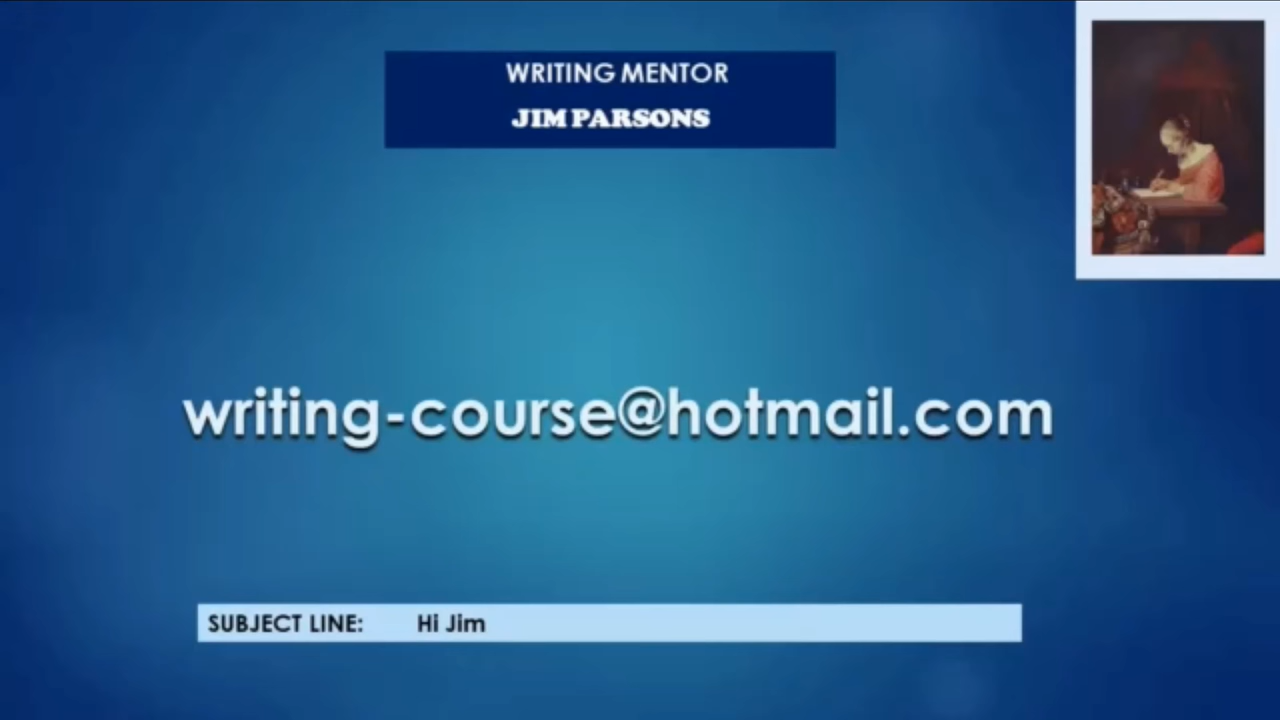 WRITING MENTOR
JIM PARSONS
writing-course@hotmail.com
SUBJECT LINE: Hi Jim